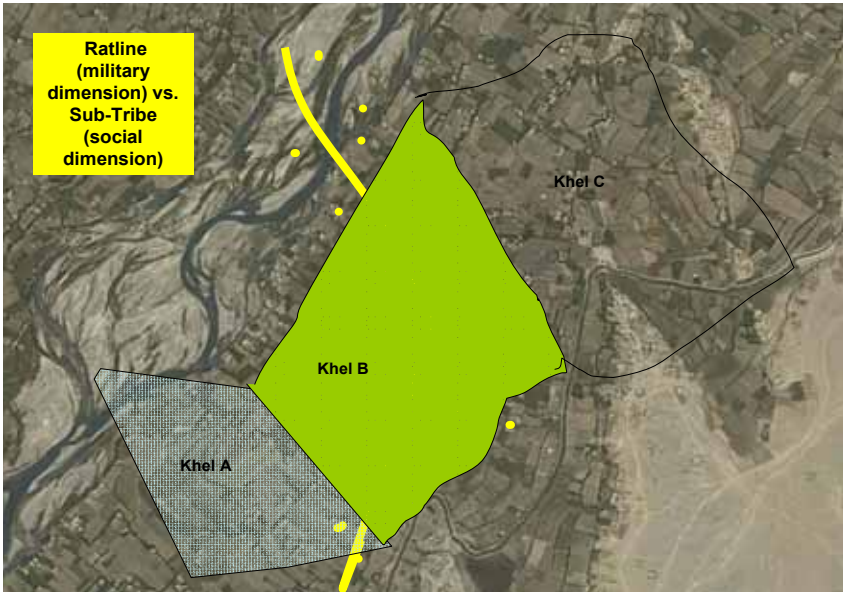 Ratline
(military
dimension) vs.
Sub-Tribe
(social
dimension)
Khel C
Khel B
Khel A